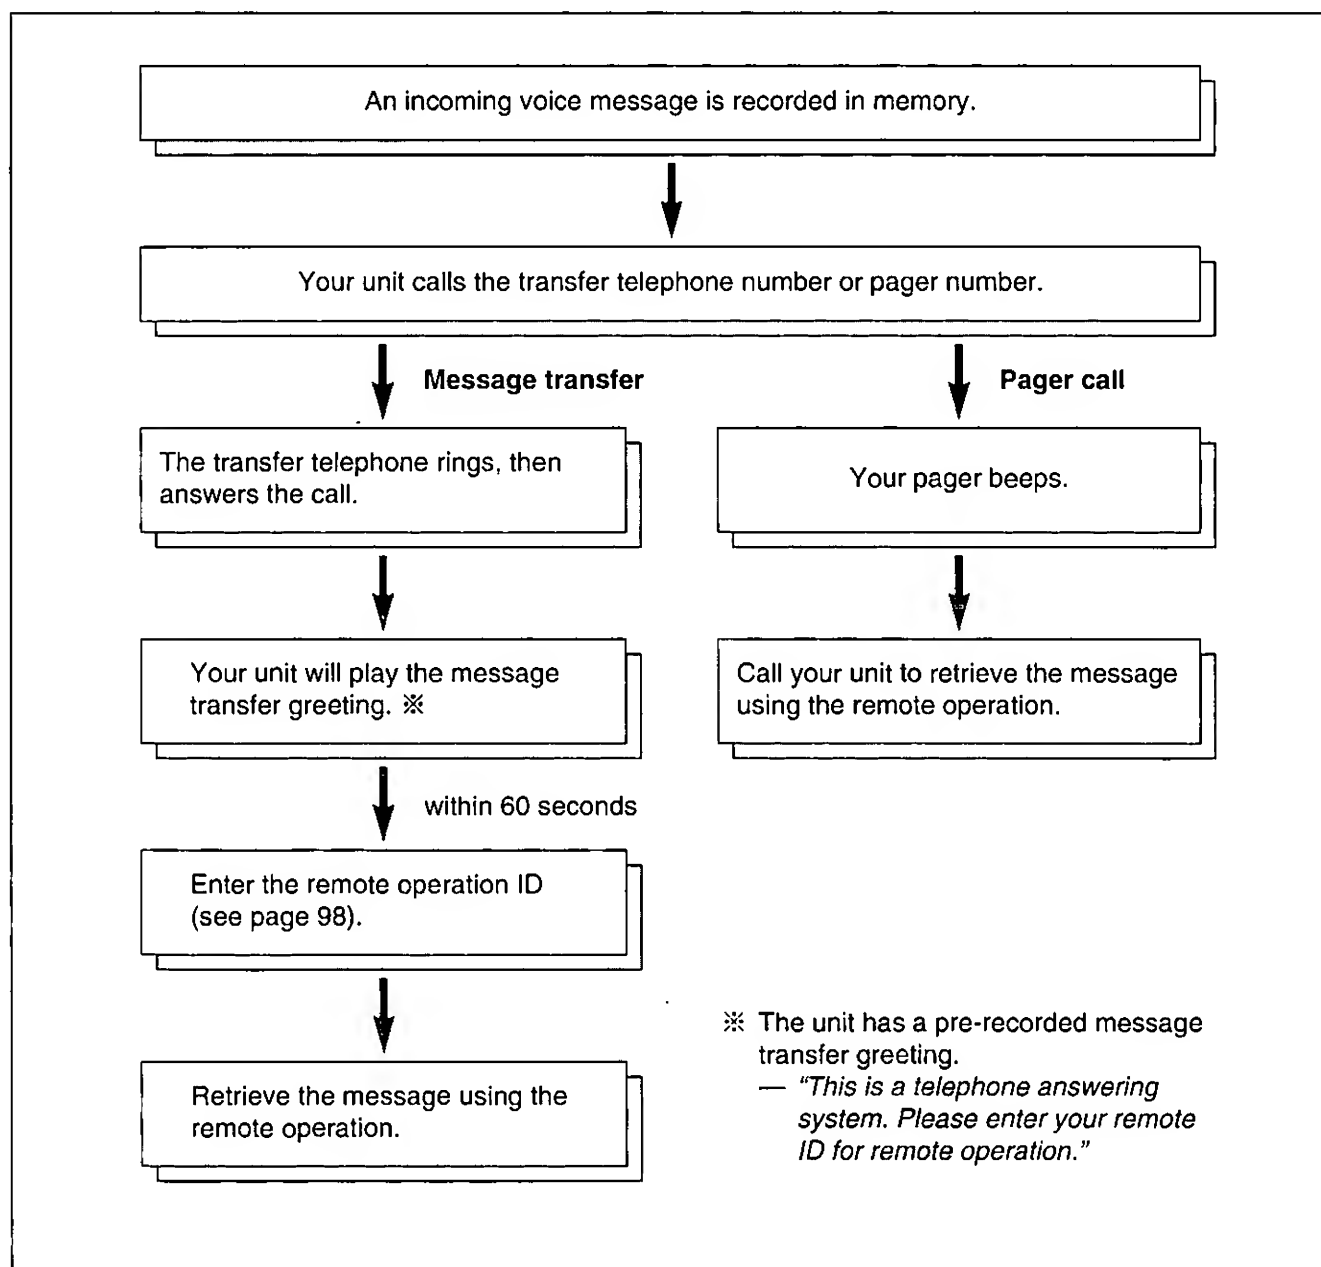 An incoming voice message is recorded in memory.
Your unit calls the transfer telephone number or pager number.
Message transfer
Pager call
The transfer telephone rings, then
answers the call.
Your pager beeps.
Your unit will play the message
transfer greeting. ※
Call your unit to retrieve the message
using the remote operation.
within 60 seconds
Enter the remote operation ID
(see page 98).
Retrieve the message using the
remote operation.
※ The unit has a pre-recorded message
transfer greeting.
— “This is a telephone answering
system. Please enter your remote
ID for remote operation.”